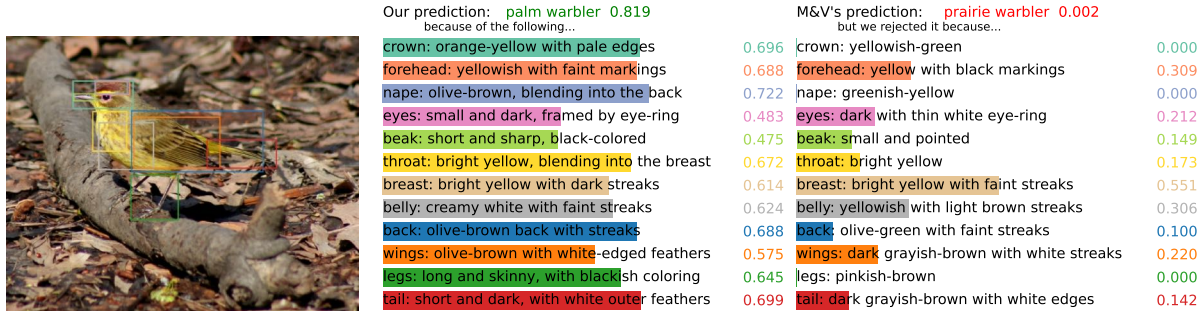 Our prediction: palm warbler 0.819
because of the following...
crown: orange-yellow with pale edges 0.696
forehead: yellowish with faint markings 0.688
nape: olive-brown, blending into the back 0.722
eyes: small and dark, framed by eye-ring 0.483
beak: short and sharp, black-colored 0.475
throat: bright yellow, blending into the breast 0.672
breast: bright yellow with dark streaks 0.614
belly: creamy white with faint streaks 0.624
back: olive-brown back with streaks 0.688
wings: olive-brown with white-edged feathers 0.575
legs: long and skinny, with blackish coloring 0.645
tail: short and dark, with white outer feathers 0.699
M&V's prediction: prairie warbler 0.002
but we rejected it because...
crown: yellowish-green 0.000
forehead: yellow with black markings 0.309
nape: greenish-yellow 0.000
eyes: dark with thin white eye-ring 0.212
beak: small and pointed 0.149
throat: bright yellow 0.173
breast: bright yellow with faint streaks 0.551
belly: yellowish with light brown streaks 0.306
back: olive-green with faint streaks 0.100
wings: dark grayish-brown with white streaks 0.220
legs: pinkish-brown 0.000
tail: dark grayish-brown with white edges 0.142